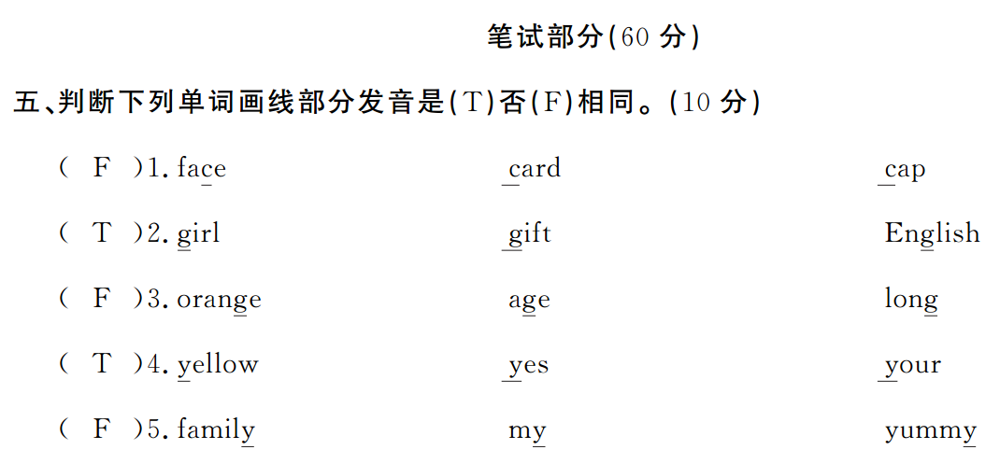 笔试部分(60 分)
五、判断下列单词画线部分发音是(T)否(F)相同。(10 分)
( F )1. face card cap
( T )2. girl gift English
( F )3. orange age long
( T )4. yellow yes your
( F )5. family my yummy